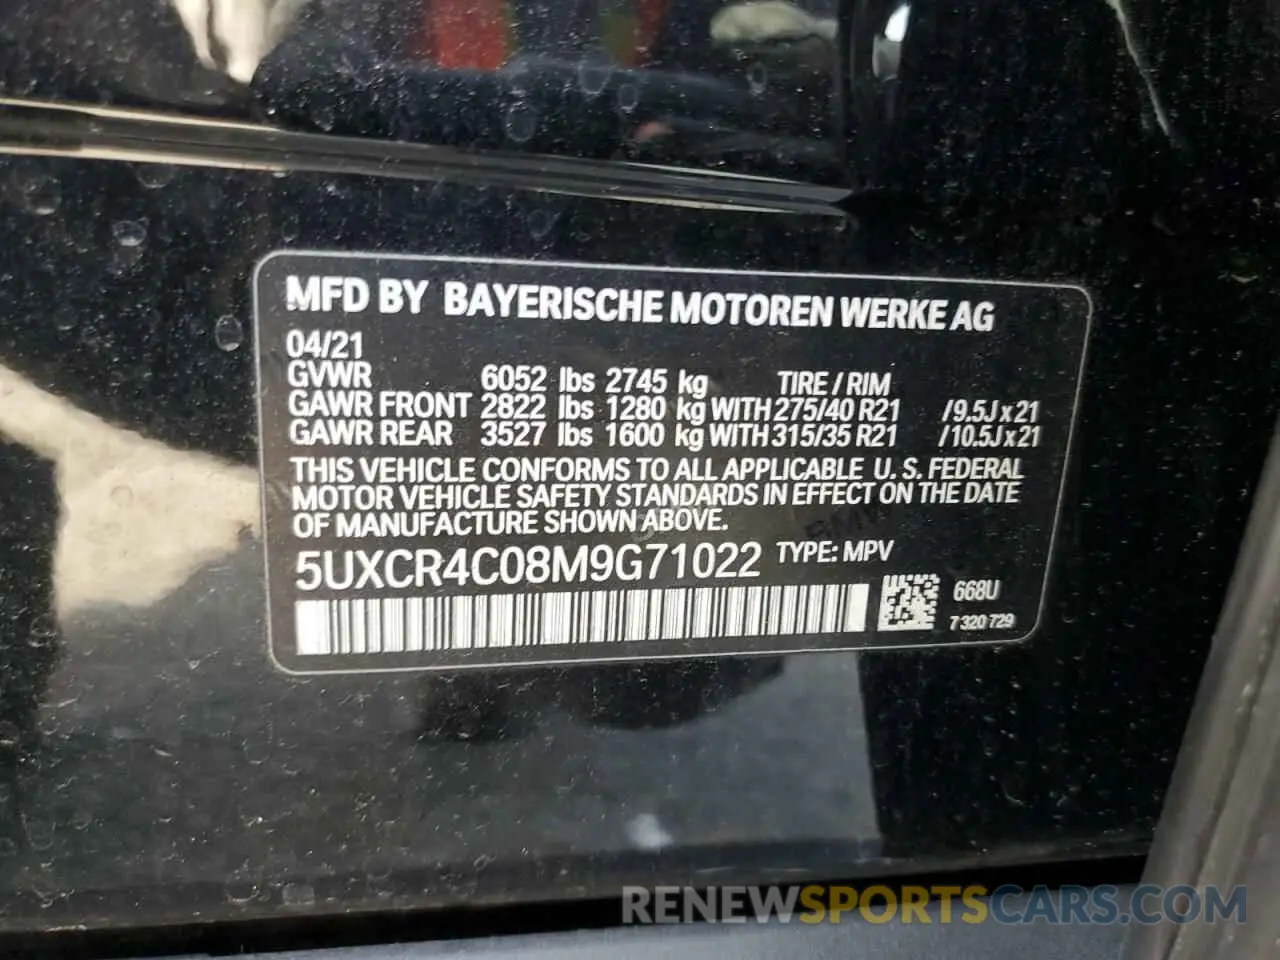 MFD BY BAYERISCHE MOTOREN WERKE AG
04/21
GVWR 6052 lbs 2745 kg TIRE / RIM
GAWR FRONT 2822 lbs 1280 kg WITH 275/40 R21 /9.5J x 21
GAWR REAR 3527 lbs 1600 kg WITH 315/35 R21 /10.5J x 21
THIS VEHICLE CONFORMS TO ALL APPLICABLE U. S. FEDERAL
MOTOR VEHICLE SAFETY STANDARDS IN EFFECT ON THE DATE
OF MANUFACTURE SHOWN ABOVE.
5UXCR4C08M9G71022 TYPE: MPV
668U
7 320 729
RENEWSPORTSCARS.COM